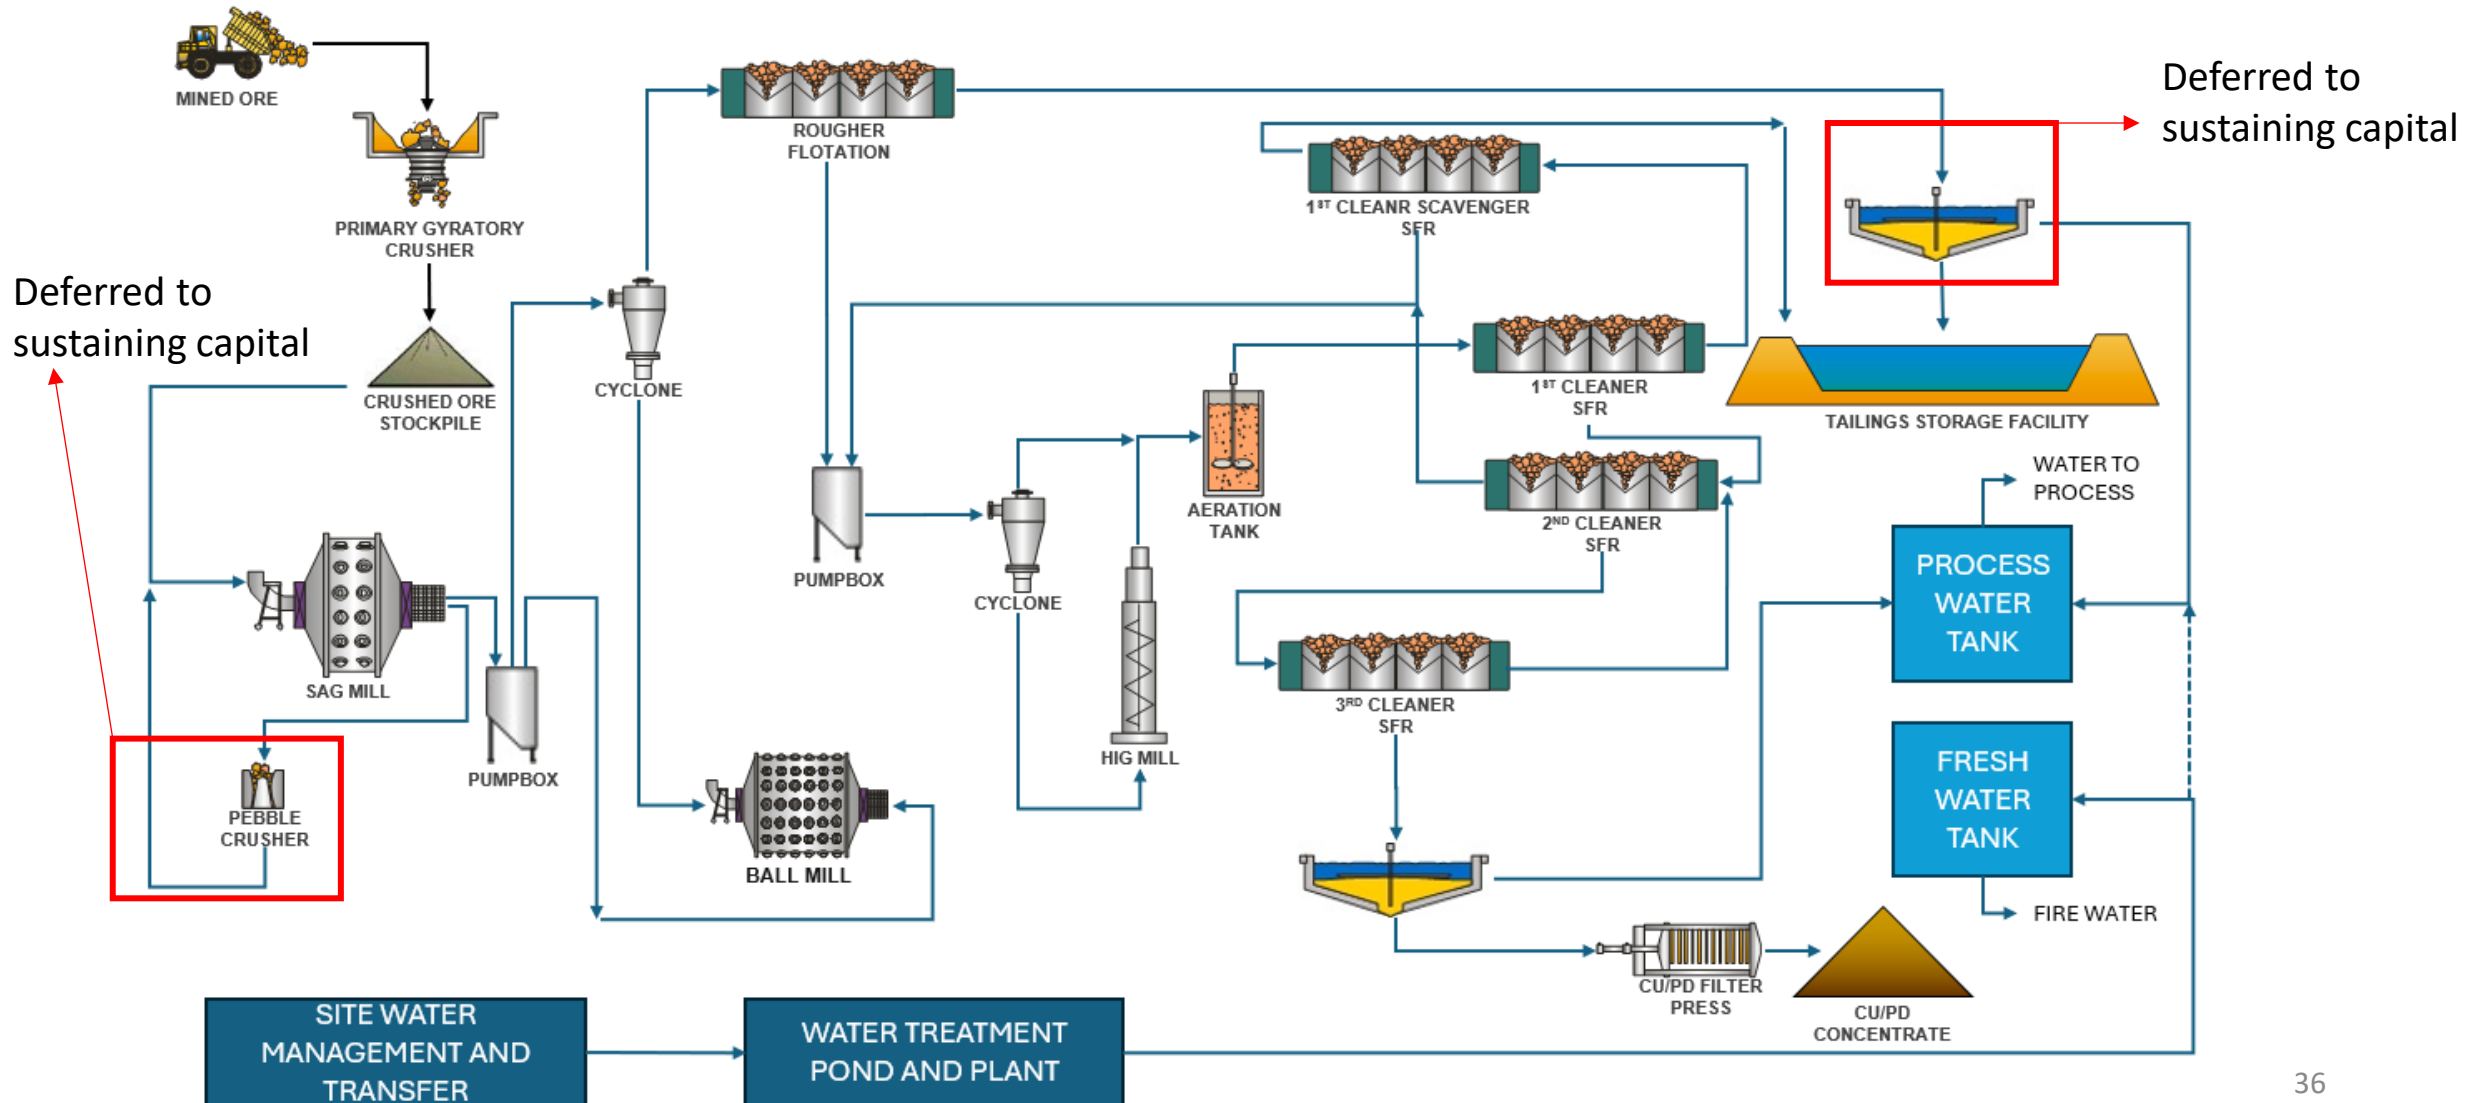 MINED ORE
PRIMARY GYRATORY
CRUSHER
Deferred to
sustaining capital
CRUSHED ORE
STOCKPILE
SAG MILL
PEBBLE
CRUSHER
PUMPBOX
CYCLONE
BALL MILL
ROUGHER
FLOTATION
PUMPBOX
CYCLONE
HIG MILL
AERATION
TANK
1ST CLEANR SCAVENGER
SFR
1ST CLEANER
SFR
2ND CLEANER
SFR
3RD CLEANER
SFR
Deferred to
sustaining capital
TAILINGS STORAGE FACILITY
WATER TO
PROCESS
PROCESS
WATER
TANK
FRESH
WATER
TANK
FIRE WATER
CU/PD FILTER
PRESS
CU/PD
CONCENTRATE
SITE WATER
MANAGEMENT AND
TRANSFER
WATER TREATMENT
POND AND PLANT
36